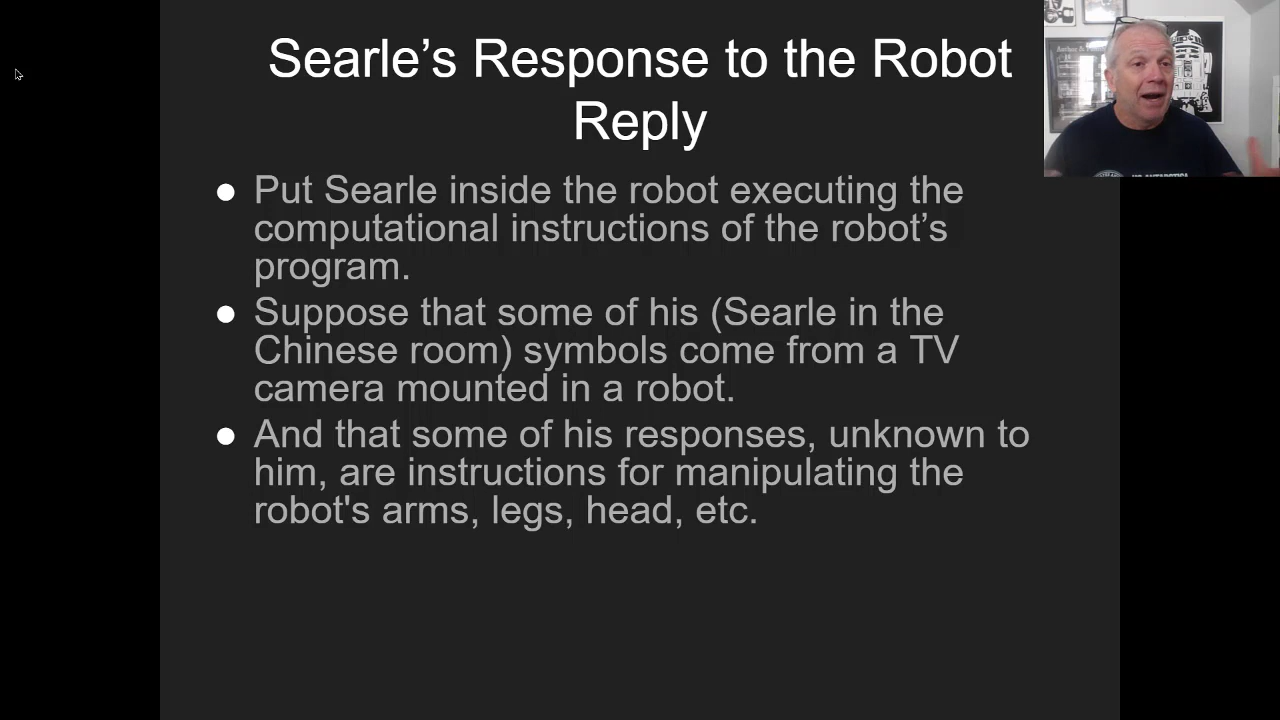 Searle’s Response to the Robot
Reply
● Put Searle inside the robot executing the
computational instructions of the robot’s
program.
● Suppose that some of his (Searle in the
Chinese room) symbols come from a TV
camera mounted in a robot.
● And that some of his responses, unknown to
him, are instructions for manipulating the
robot's arms, legs, head, etc.